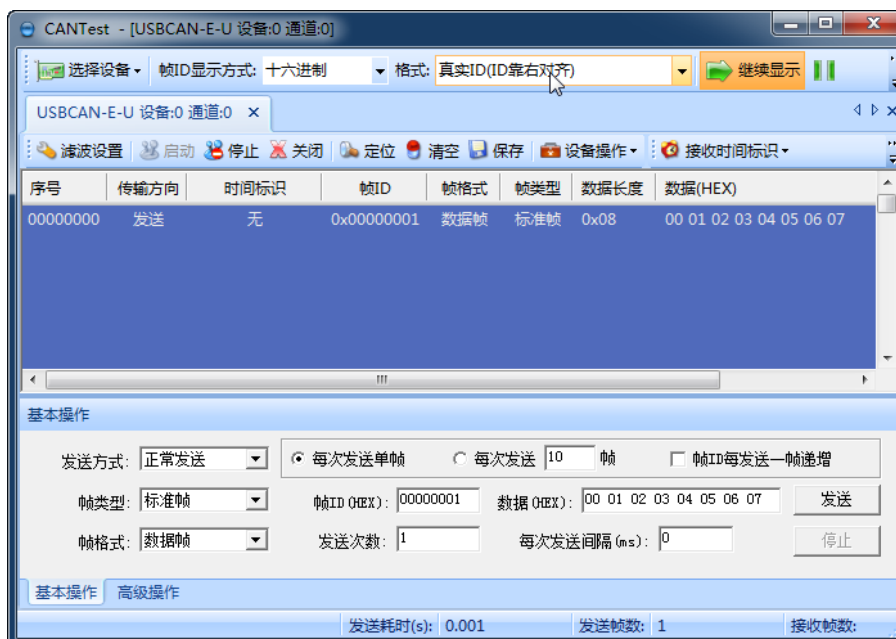 CANTest - [USBCAN-E-U 设备:0 通道:0]
选择设备 帧ID显示方式: 十六进制 格式: 真实ID(ID靠右对齐) 继续显示
USBCAN-E-U 设备:0 通道:0
滤波设置 启动 停止 关闭 定位 清空 保存 设备操作 接收时间标识
序号 传输方向 时间标识 帧ID 帧格式 帧类型 数据长度 数据(HEX)
00000000 发送 无 0x00000001 数据帧 标准帧 0x08 00 01 02 03 04 05 06 07
基本操作
发送方式: 正常发送 每次发送单帧 每次发送 10 帧 帧ID每发送一帧递增
帧类型: 标准帧 帧ID(HEX): 00000001 数据(HEX): 00 01 02 03 04 05 06 07 发送
帧格式: 数据帧 发送次数: 1 每次发送间隔(ms): 0 停止
基本操作 高级操作
发送耗时(s): 0.001 发送帧数: 1 接收帧数: